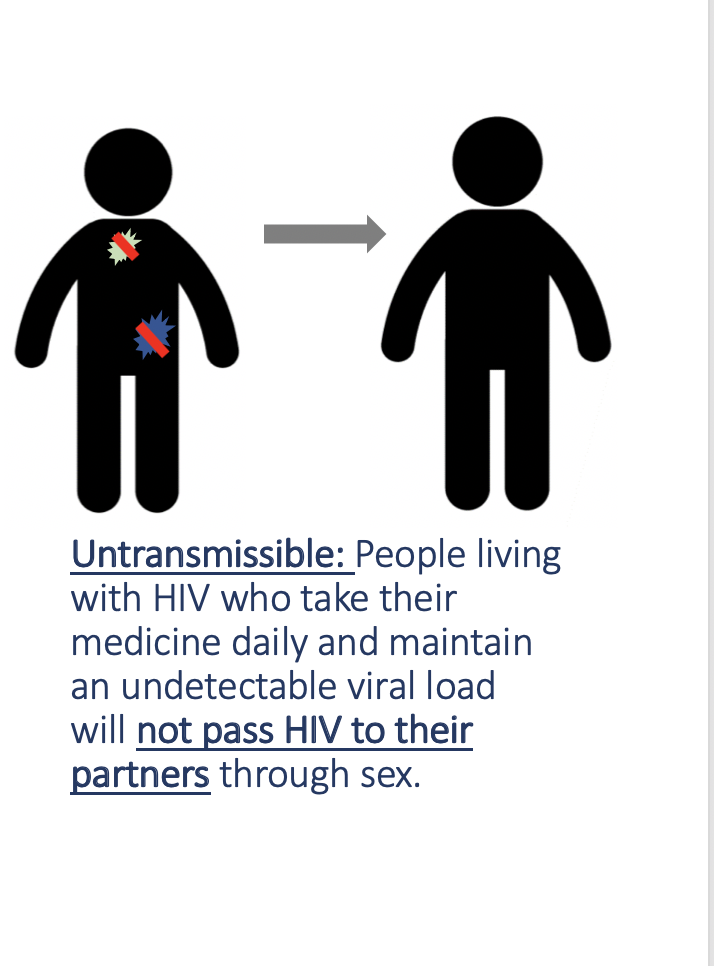 Untransmissible: People living
with HIV who take their
medicine daily and maintain
an undetectable viral load
will not pass HIV to their
partners through sex.